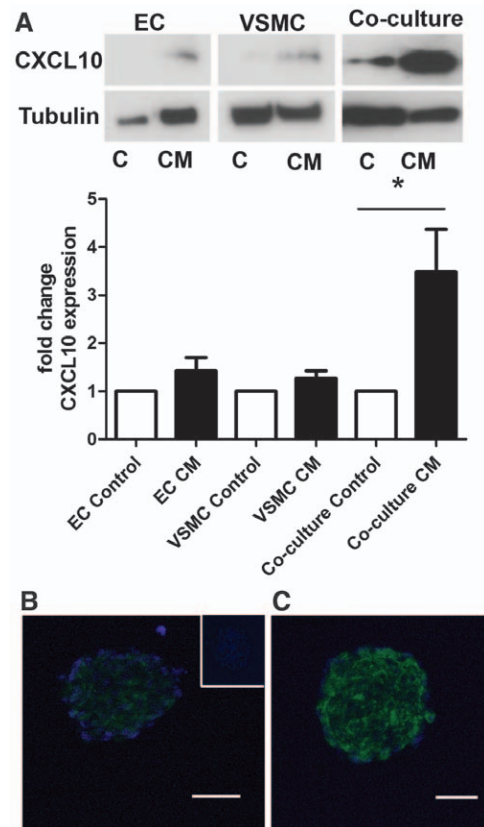 A
EC VSMC Co-culture
CXCL10
Tubulin
C CM C CM C CM
*
fold change
CXCL10 expression
5
4
3
2
1
0
EC Control
EC CM
VSMC Control
VSMC CM
Co-culture Control
Co-culture CM
B C